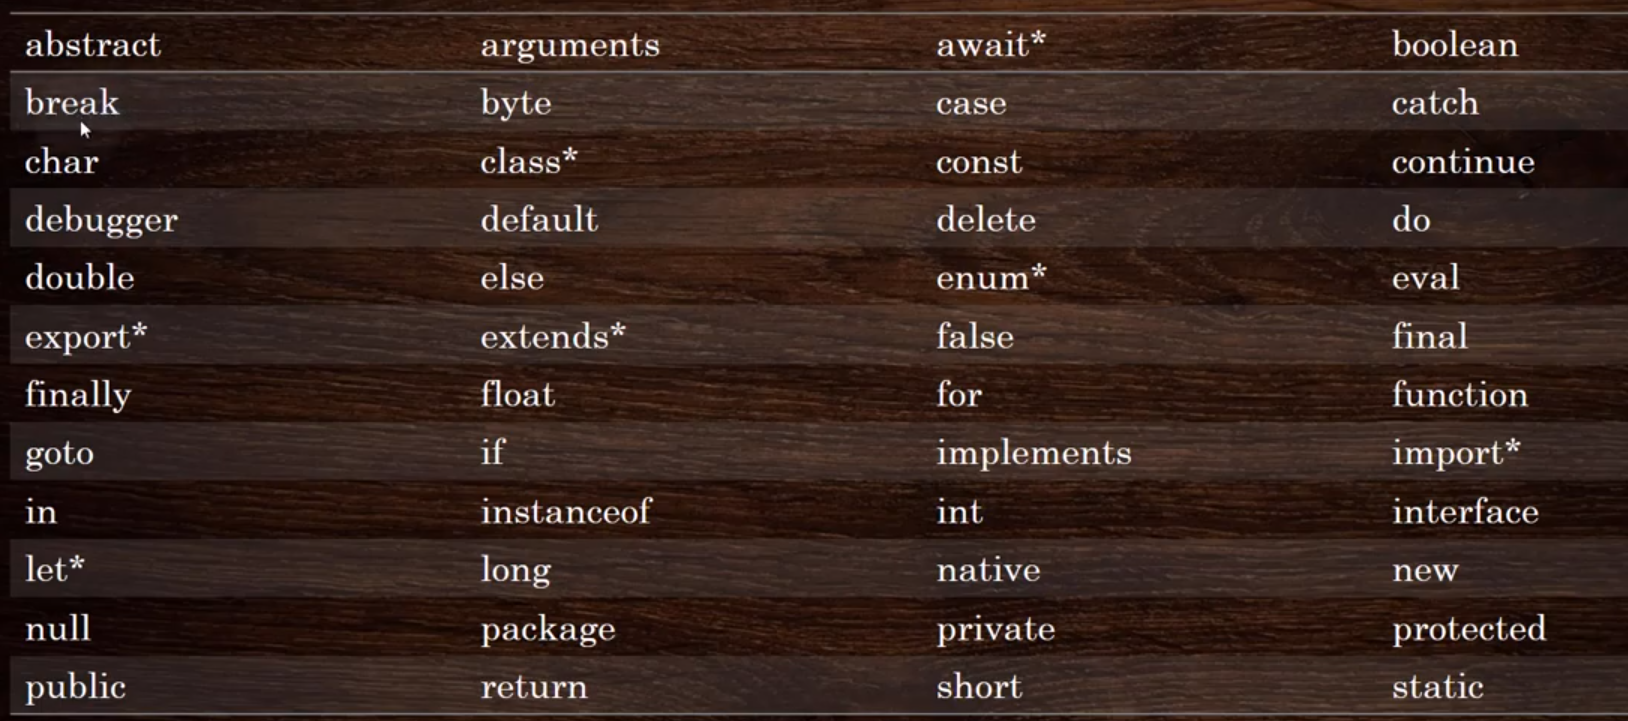 abstract arguments await* boolean
break byte case catch
char class* const continue
debugger default delete do
double else enum* eval
export* extends* false final
finally float for function
goto if implements import*
in instanceof int interface
let* long native new
null package private protected
public return short static